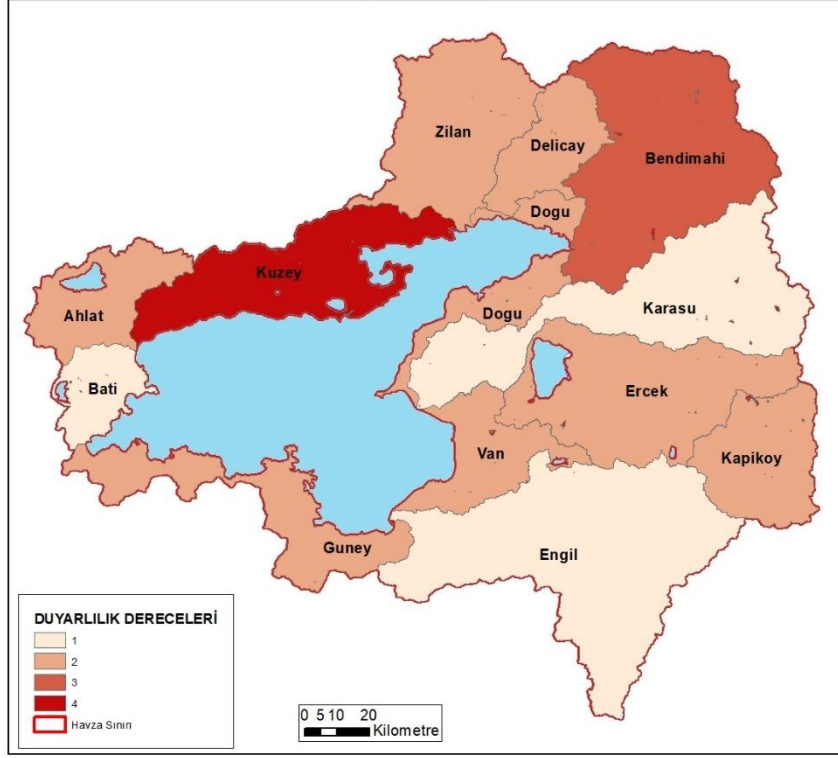 Zilan
Delicay
Bendimahi
Dogu
Kuzey
Karasu
Ahlat
Dogu
Bati
Ercek
Van
Kapikoy
Guney
Engil
DUYARLILIK DERECELERİ
1
2
3
4
Havza Sınırı
0 5 10 20
Kilometre